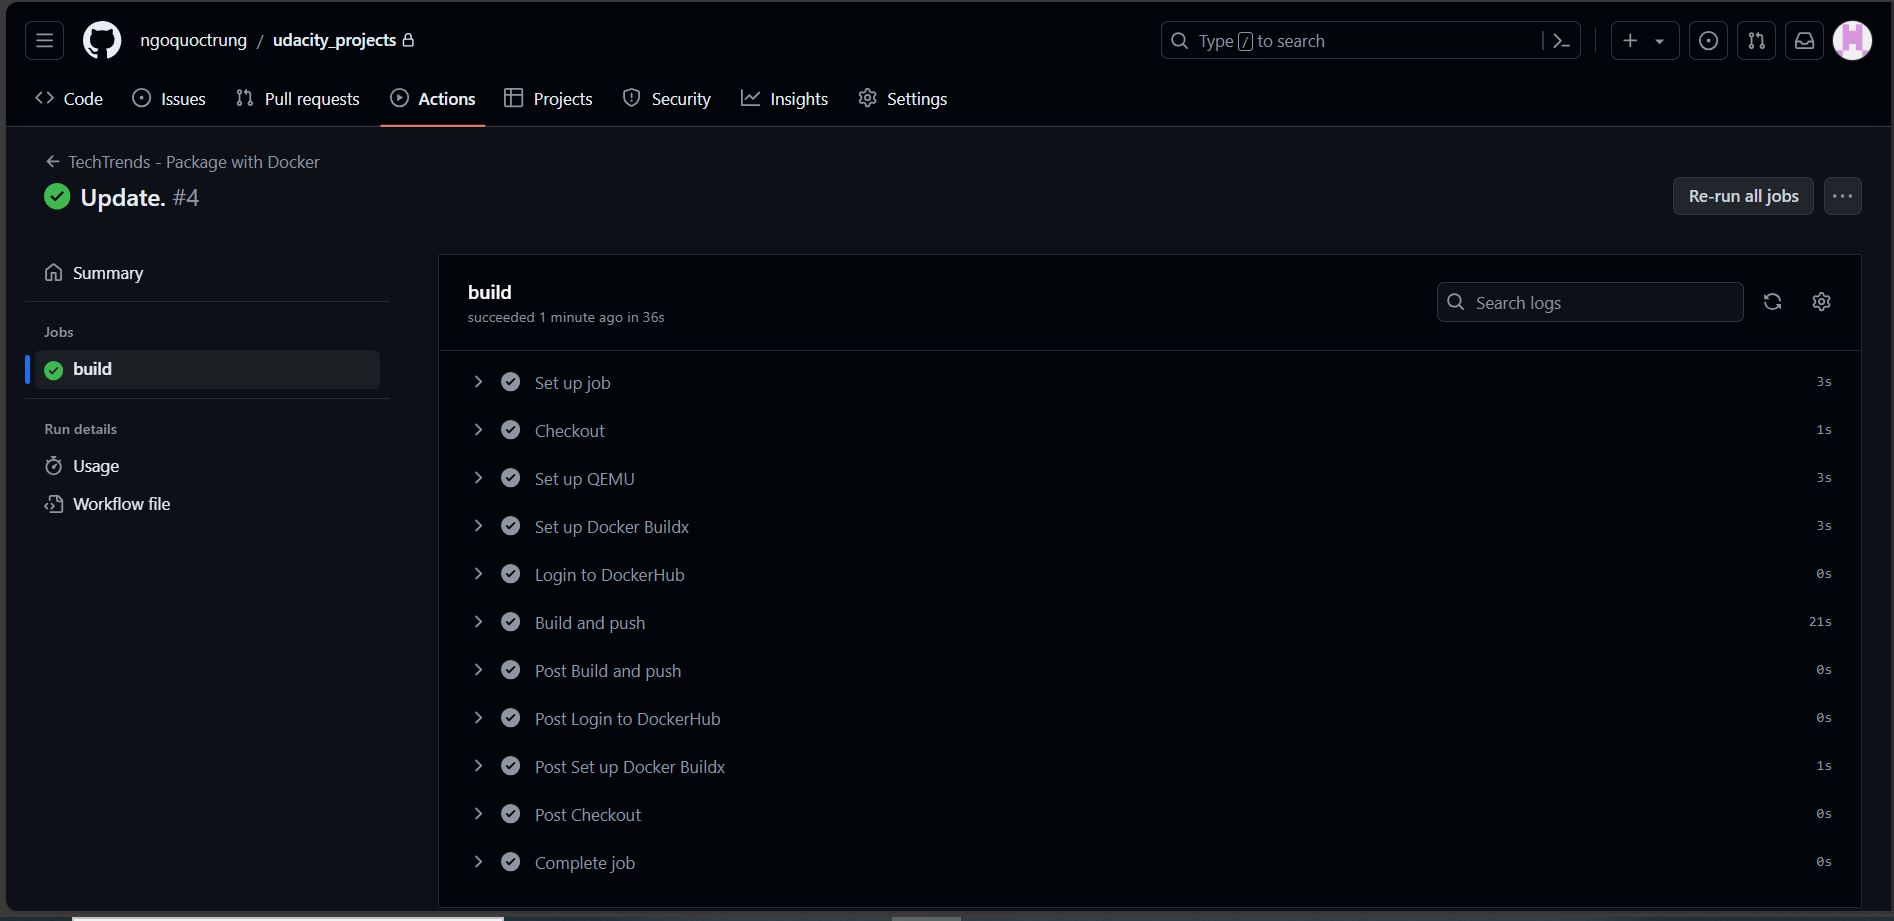 ngoquoctrung / udacity_projects
Type / to search
Code Issues Pull requests Actions Projects Security Insights Settings
TechTrends - Package with Docker
Update. #4
Re-run all jobs
Summary
Jobs
build
Run details
Usage
Workflow file
build
succeeded 1 minute ago in 36s
Search logs
Set up job 3s
Checkout 1s
Set up QEMU 3s
Set up Docker Buildx 3s
Login to DockerHub 0s
Build and push 21s
Post Build and push 0s
Post Login to DockerHub 0s
Post Set up Docker Buildx 1s
Post Checkout 0s
Complete job 0s